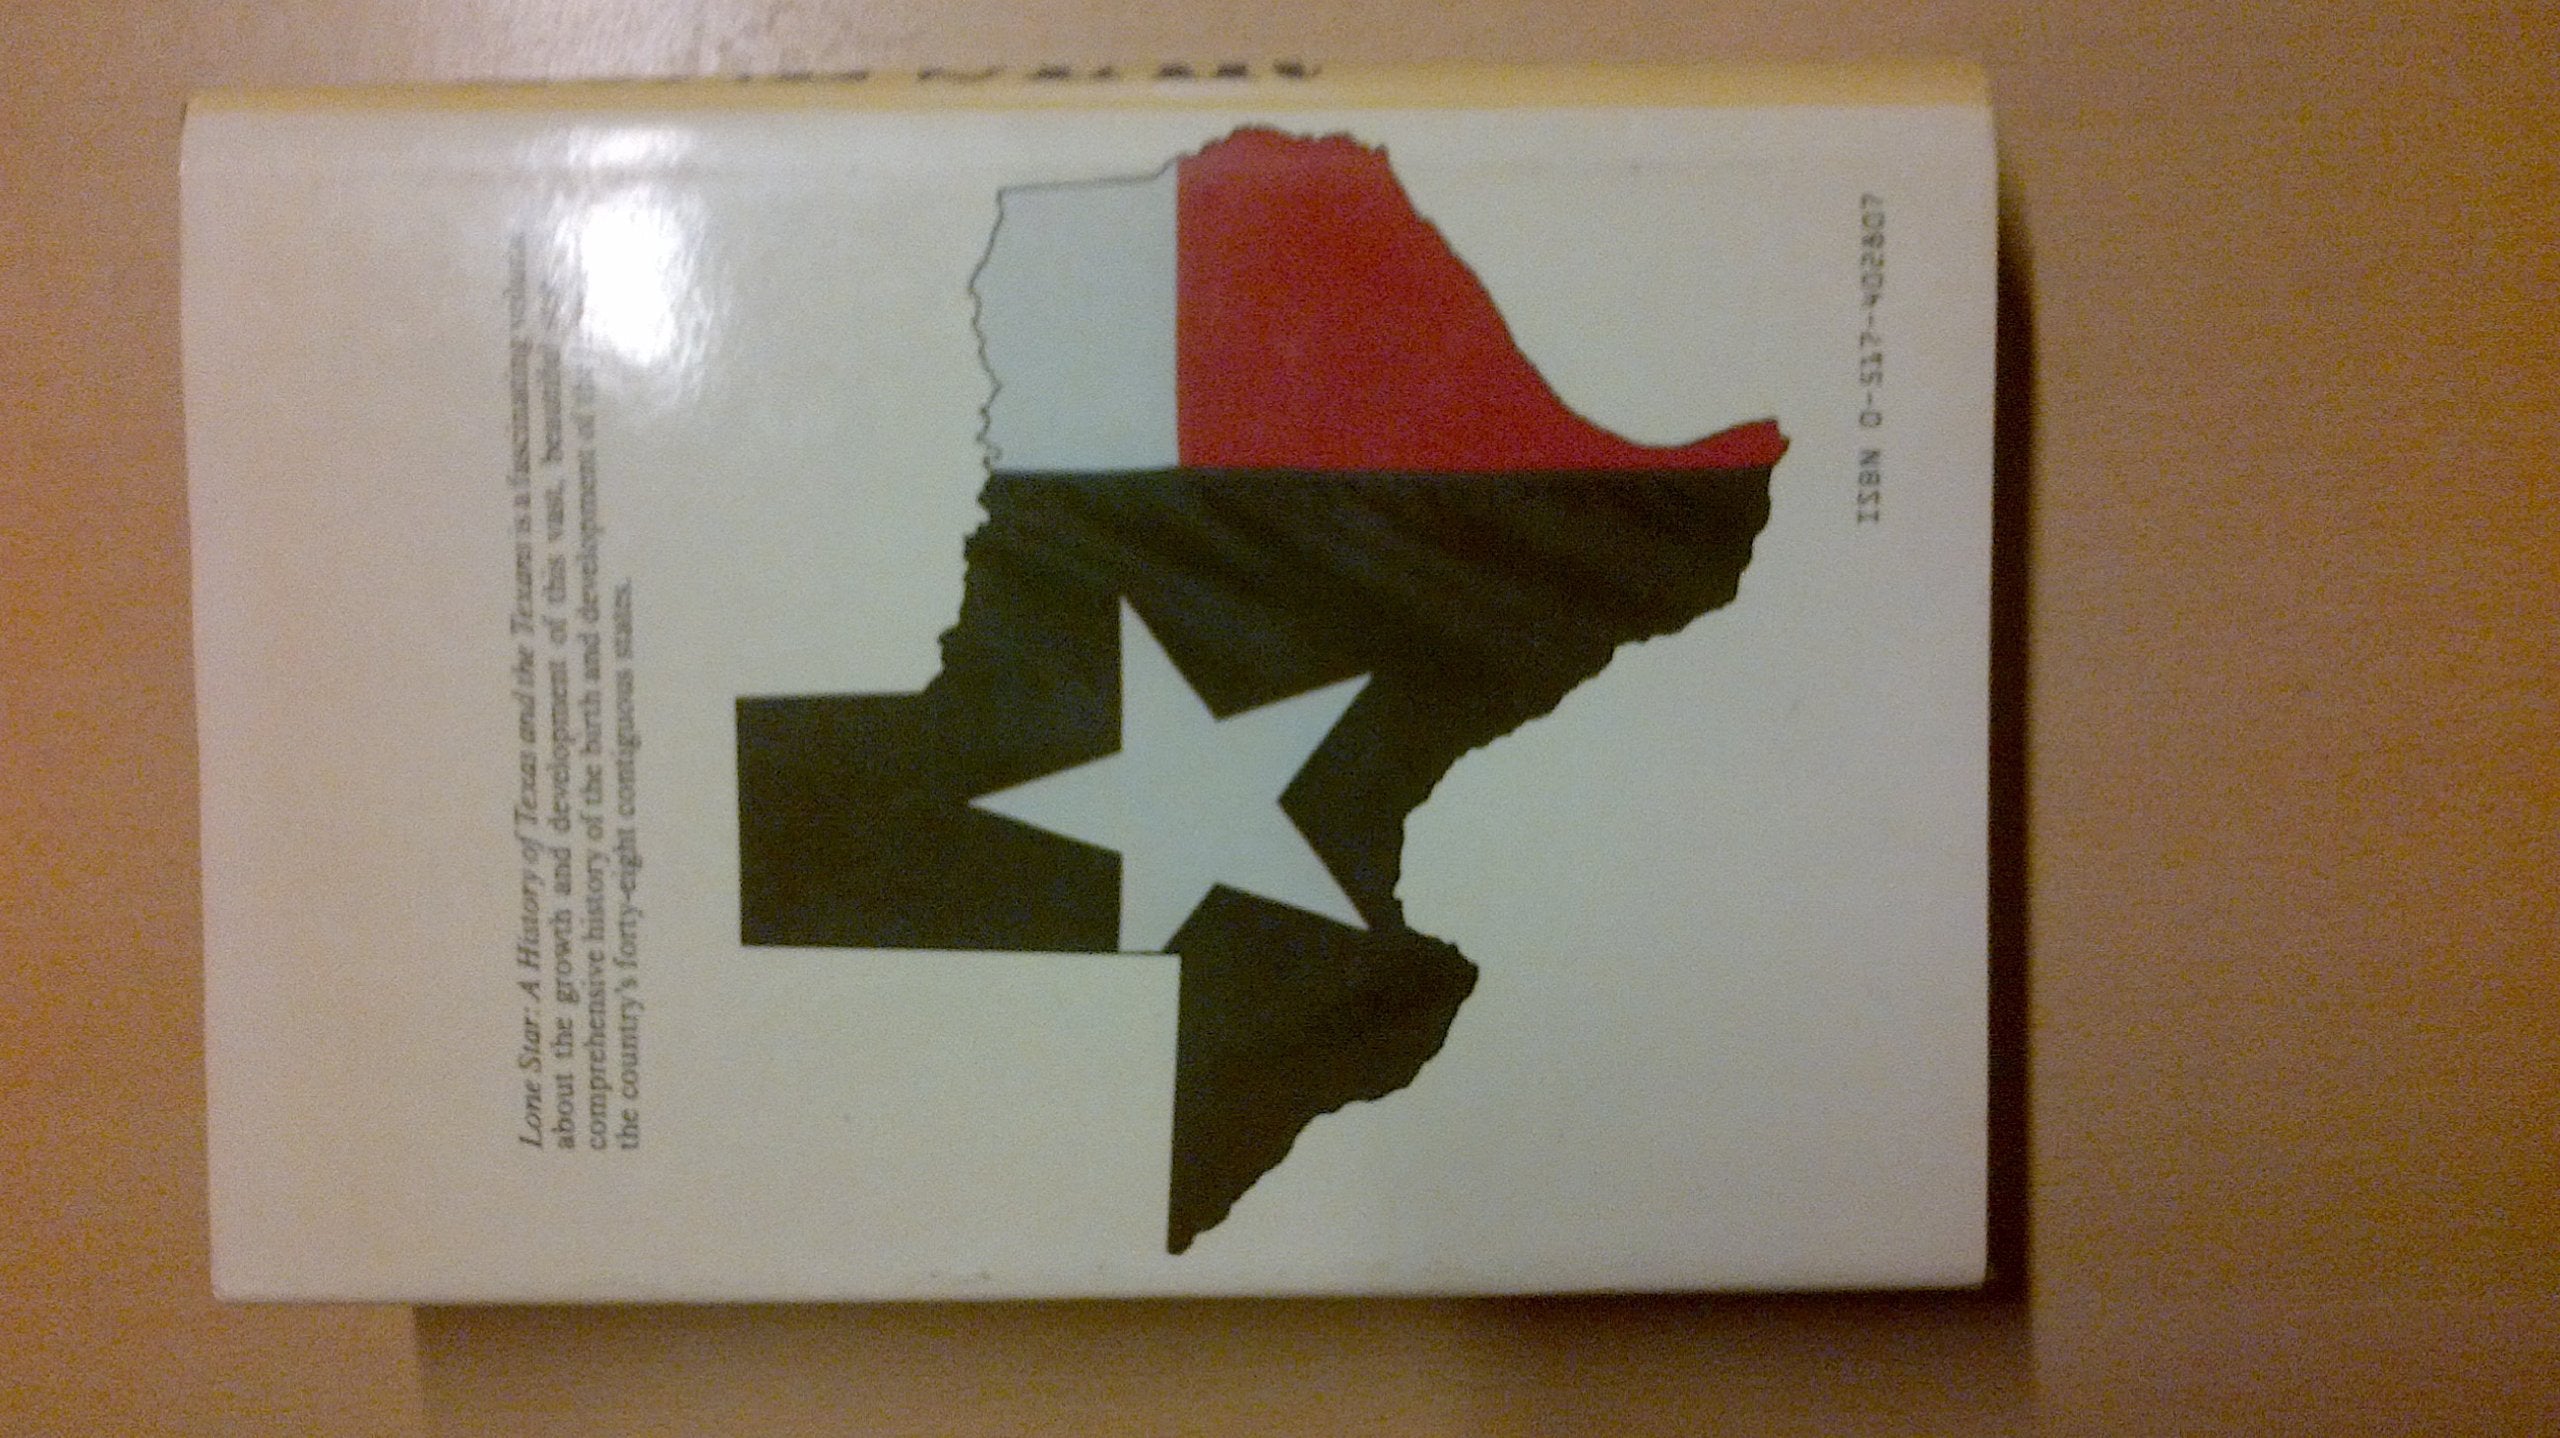 Lone Star: A History of Texas and the Texans is a fascinating
about the growth and development of this vast, beautiful
comprehensive history of the birth and development of the
the country's forty-eight contiguous states.
ISBN 0-517-402807